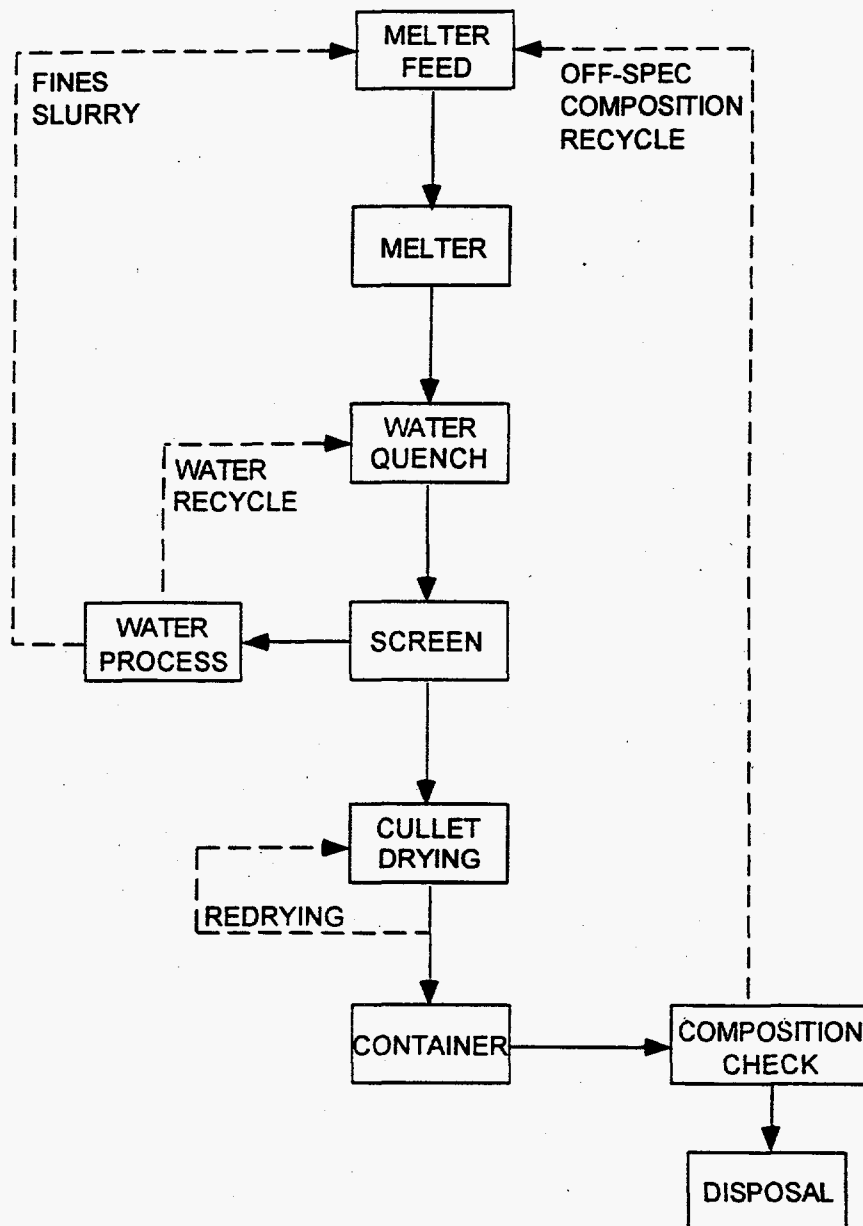 MELTER
FEED
FINES
SLURRY
OFF-SPEC
COMPOSITION
RECYCLE
MELTER
WATER
QUENCH
WATER
RECYCLE
WATER
PROCESS
SCREEN
CULLET
DRYING
REDRYING
CONTAINER
COMPOSITION
CHECK
DISPOSAL